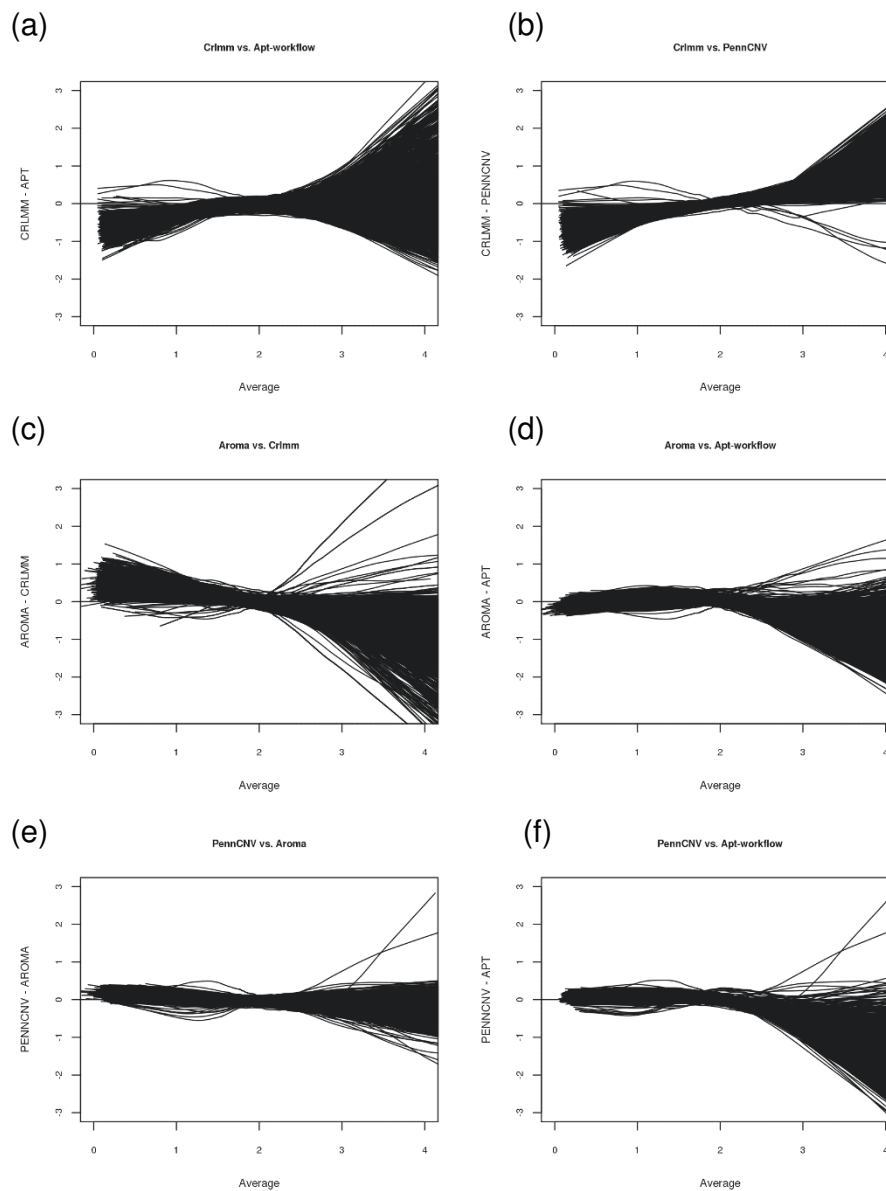 (a)
Crlmm vs. Apt-workflow
CRLMM - APT
3
2
1
0
-1
-2
-3
0 1 2 3 4
Average
(b)
Crlmm vs. PennCNV
CRLMM - PENNCNV
3
2
1
0
-1
-2
-3
0 1 2 3 4
Average
(c)
Aroma vs. Crlmm
AROMA - CRLMM
3
2
1
0
-1
-2
-3
0 1 2 3 4
Average
(d)
Aroma vs. Apt-workflow
AROMA - APT
3
2
1
0
-1
-2
-3
0 1 2 3 4
Average
(e)
PennCNV vs. Aroma
PENNCNV - AROMA
3
2
1
0
-1
-2
-3
0 1 2 3 4
Average
(f)
PennCNV vs. Apt-workflow
PENNCNV - APT
3
2
1
0
-1
-2
-3
0 1 2 3 4
Average